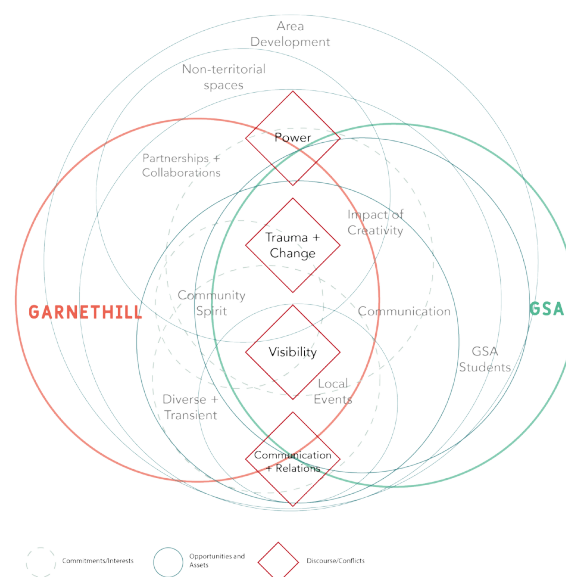 Area
Development
Non-territorial
spaces
Power
Partnerships +
Collaborations
Impact of
Creativity
Trauma +
Change
Community
Spirit
GARNETHILL
Communication
GSA
Visibility
GSA
Students
Local
Events
Diverse +
Transient
Communication
+ Relations
Commitments/Interests
Opportunities and
Assets
Discourse/Conflicts